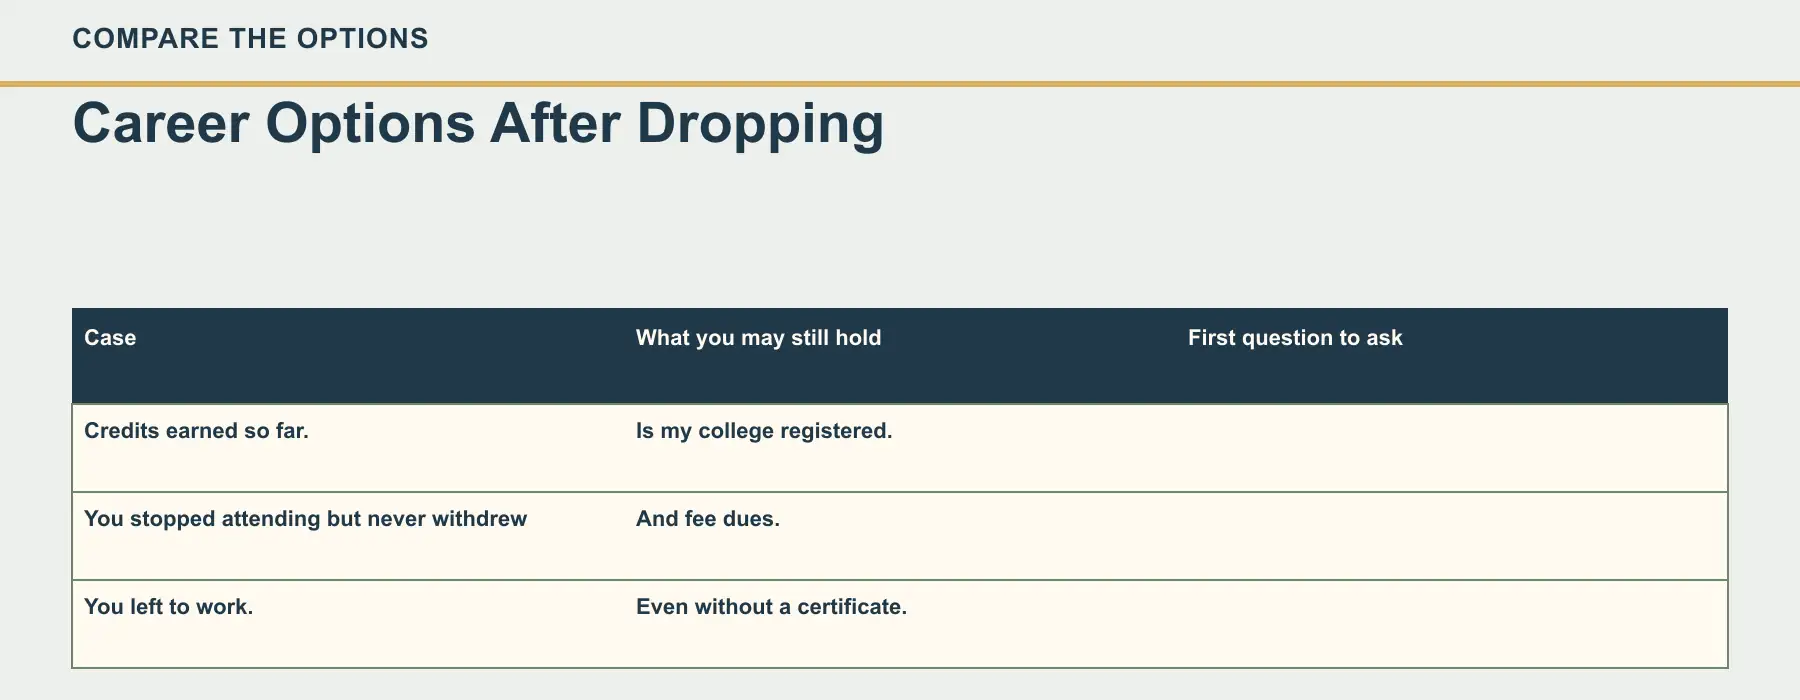 COMPARE THE OPTIONS
Career Options After Dropping
Case What you may still hold First question to ask
Credits earned so far. Is my college registered.
You stopped attending but never withdrew And fee dues.
You left to work. Even without a certificate.